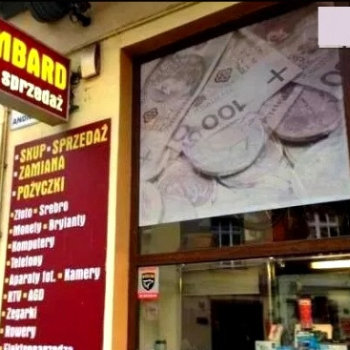 MBARD
sprzedaż
• SKUP • SPRZEDAŻ
• ZAMIANA
• POŻYCZKI
• Złoto • Srebro
• Monety • Brylanty
• Komputery
• Telefony
• Aparaty fot. • Kamery
• RTU • AGD
• Zegarki
• Rowery
100